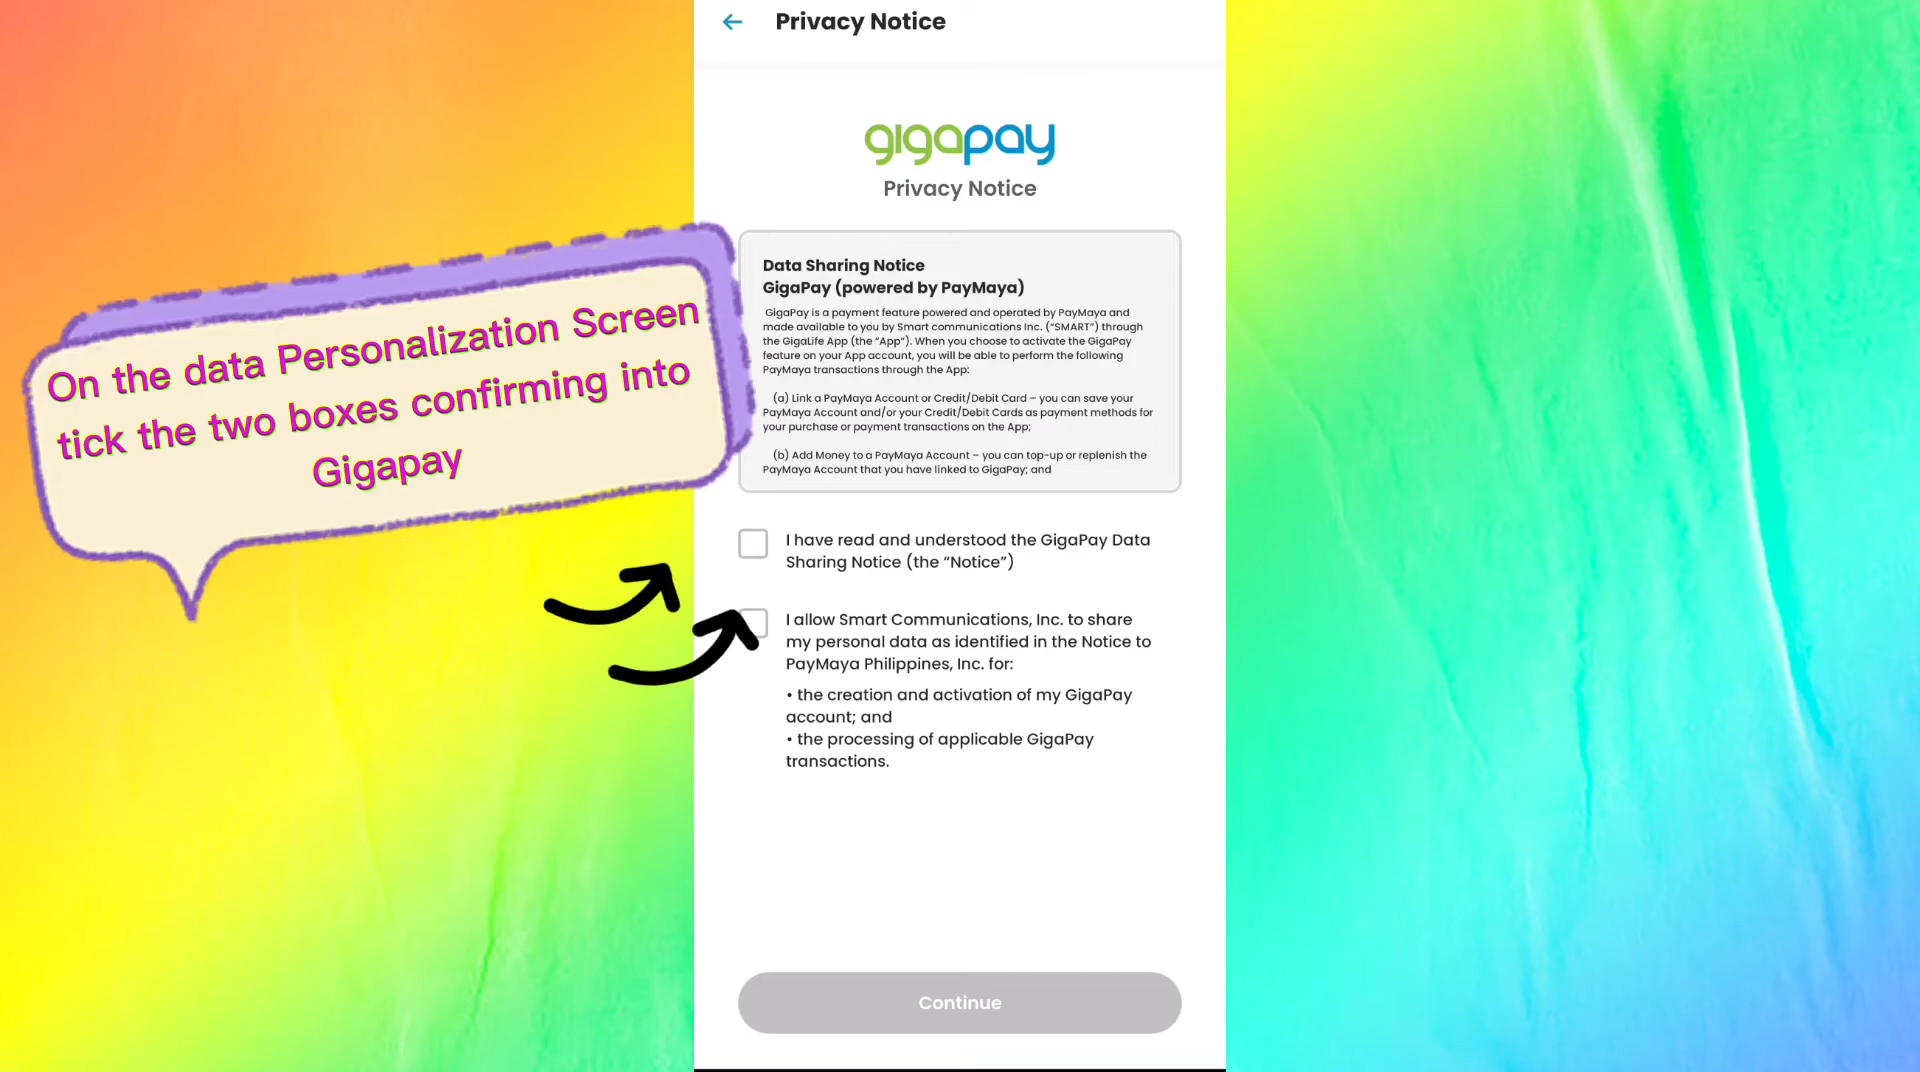 Privacy Notice
gigapay
Privacy Notice
On the data Personalization Screen
tick the two boxes confirming into
Gigapay
Data Sharing Notice
GigaPay (powered by PayMaya)
GigaPay is a payment feature powered and operated by PayMaya and
made available to you by Smart communications Inc. (“SMART”) through
the GigaLife App (the “App”). When you choose to activate the GigaPay
feature on your App account, you will be able to perform the following
PayMaya transactions through the App:
(a) Link a PayMaya Account or Credit/Debit Card – you can save your
PayMaya Account and/or your Credit/Debit Cards as payment methods for
your purchase or payment transactions on the App;
(b) Add Money to a PayMaya Account – you can top-up or replenish the
PayMaya Account that you have linked to GigaPay; and
I have read and understood the GigaPay Data
Sharing Notice (the “Notice”)
I allow Smart Communications, Inc. to share
my personal data as identified in the Notice to
PayMaya Philippines, Inc. for:
• the creation and activation of my GigaPay
account; and
• the processing of applicable GigaPay
transactions.
Continue